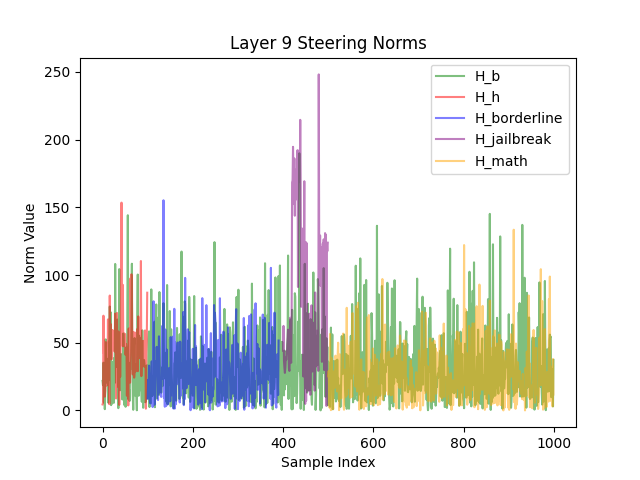 Layer 9 Steering Norms
H_b
H_h
H_borderline
H_jailbreak
H_math
Norm Value
250
200
150
100
50
0
0
200
400
600
800
1000
Sample Index